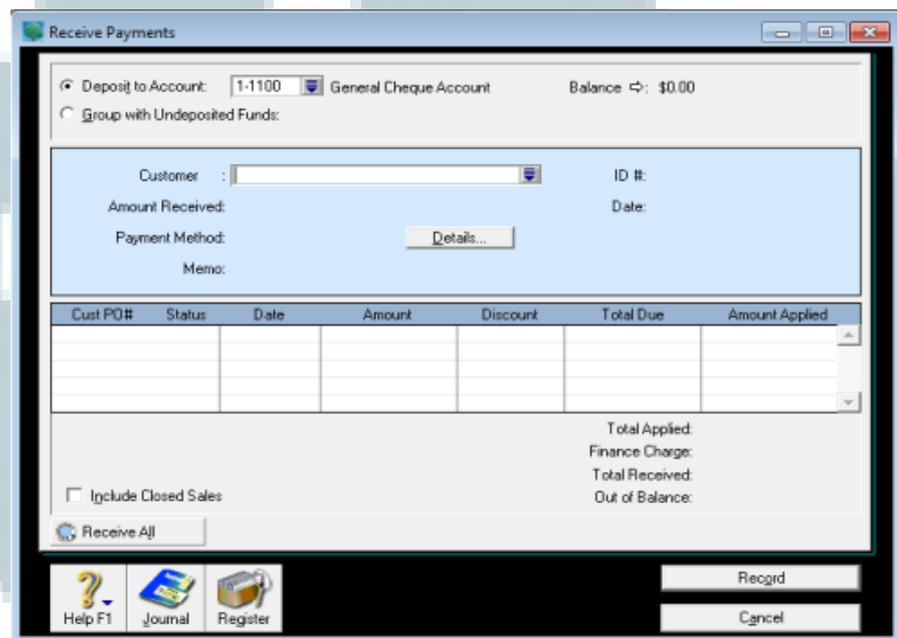 Receive Payments
Deposit to Account: 1-1100 General Cheque Account Balance ⇨: $0.00
Group with Undeposited Funds:
Customer : ID #:
Amount Received: Date:
Payment Method: Details...
Memo:
Cust PO# Status Date Amount Discount Total Due Amount Applied
Total Applied:
Finance Charge:
Total Received:
Include Closed Sales Out of Balance:
Receive All
Help F1 Journal Register Record
Cancel